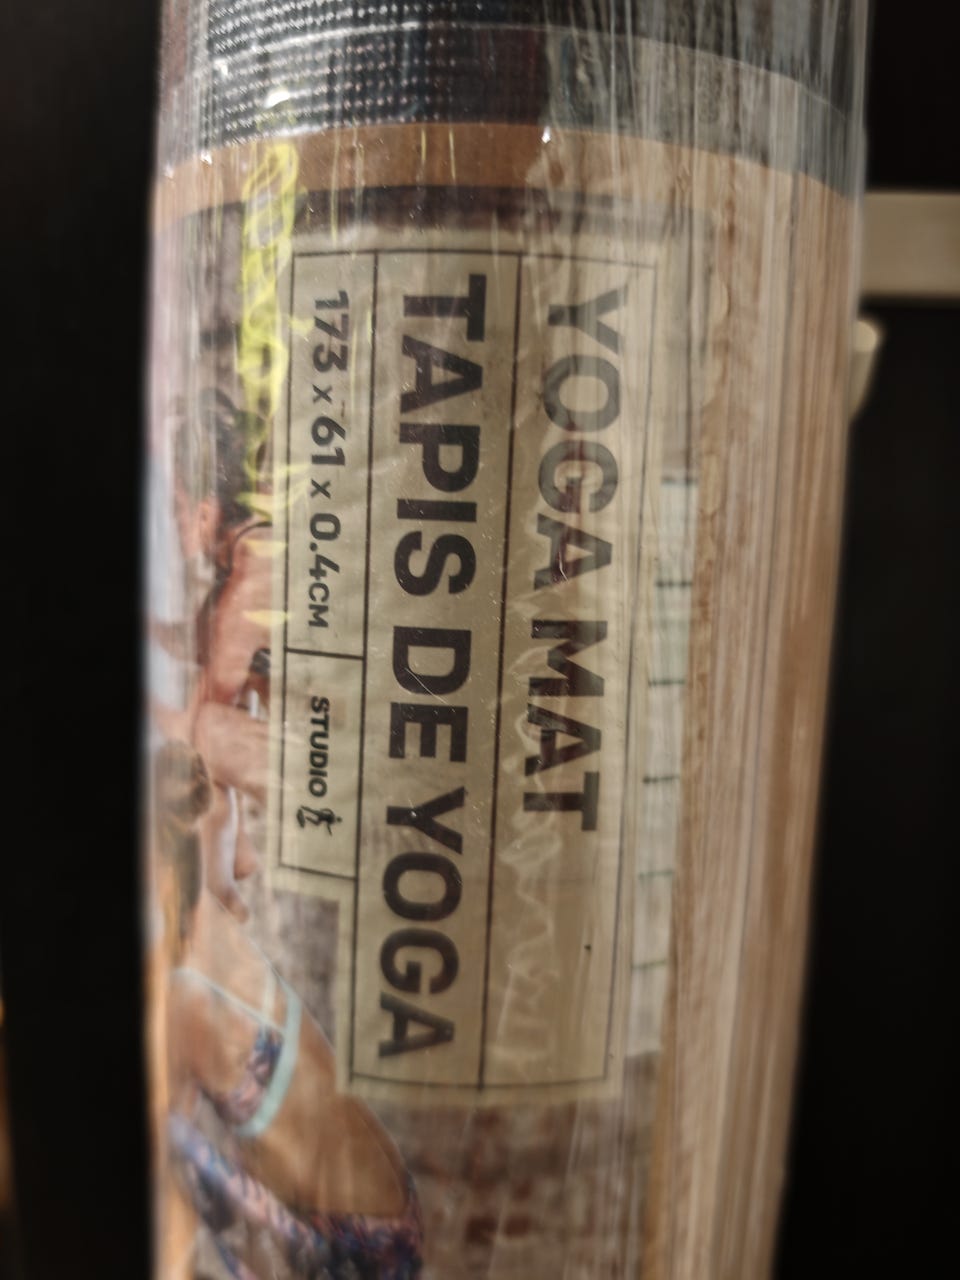 YOGA MAT
TAPIS DE YOGA
173 x 61 x 0.4CM
STUDIO